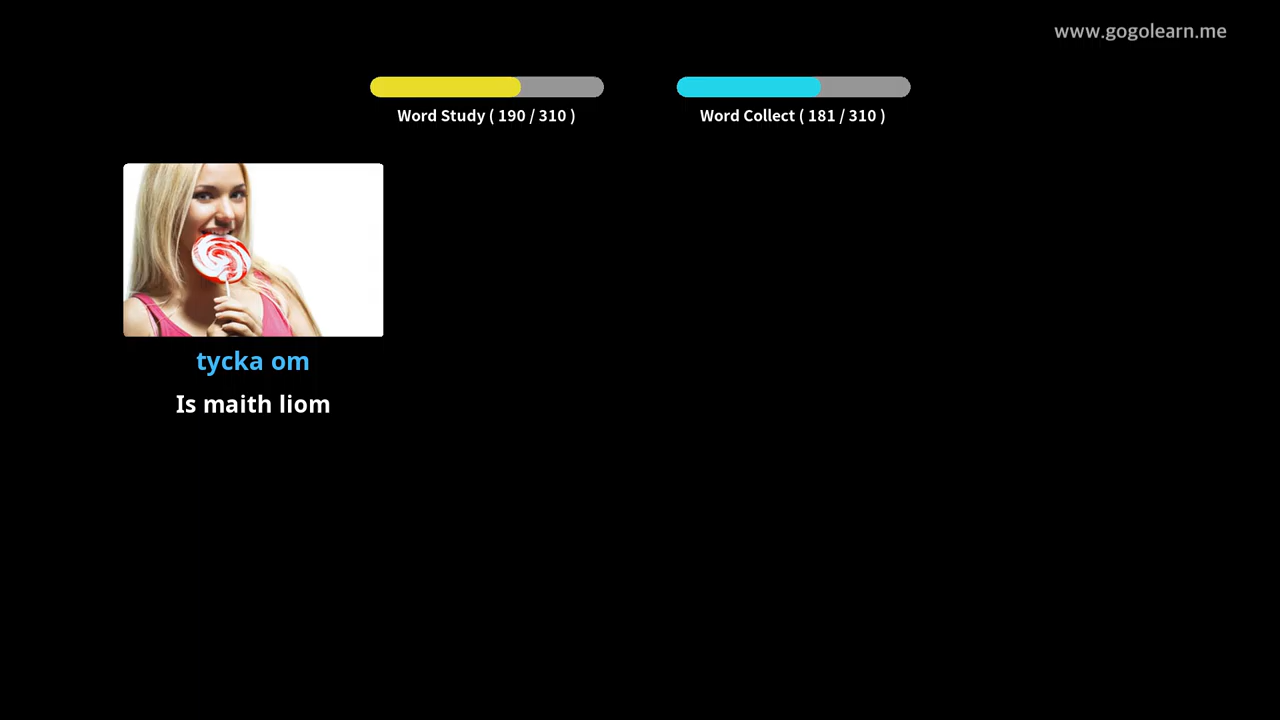 www.gogolearn.me
Word Study ( 190 / 310 )
Word Collect ( 181 / 310 )
tycka om
Is maith liom